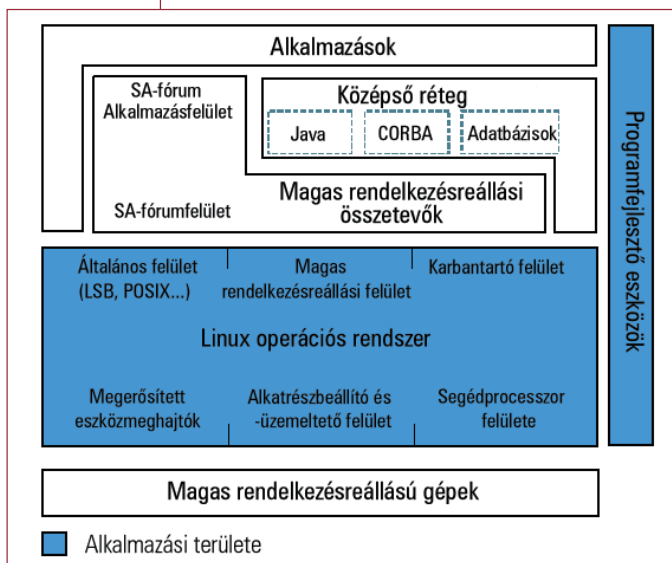 Alkalmazások
SA-fórum
Alkalmazásfelület
Középső réteg
Java
CORBA
Adatbázisok
Magas rendelkezésreállási
összetevők
SA-fórumfelület
Programfejlesztő eszközök
Általános felület
(LSB, POSIX...)
Magas
rendelkezésreállási felület
Karbantartó felület
Linux operációs rendszer
Megerősített
eszközmeghajtók
Alkatrészbeállító és
-üzemeltető felület
Segédprocesszor
felülete
Magas rendelkezésreállású gépek
Alkalmazási területe